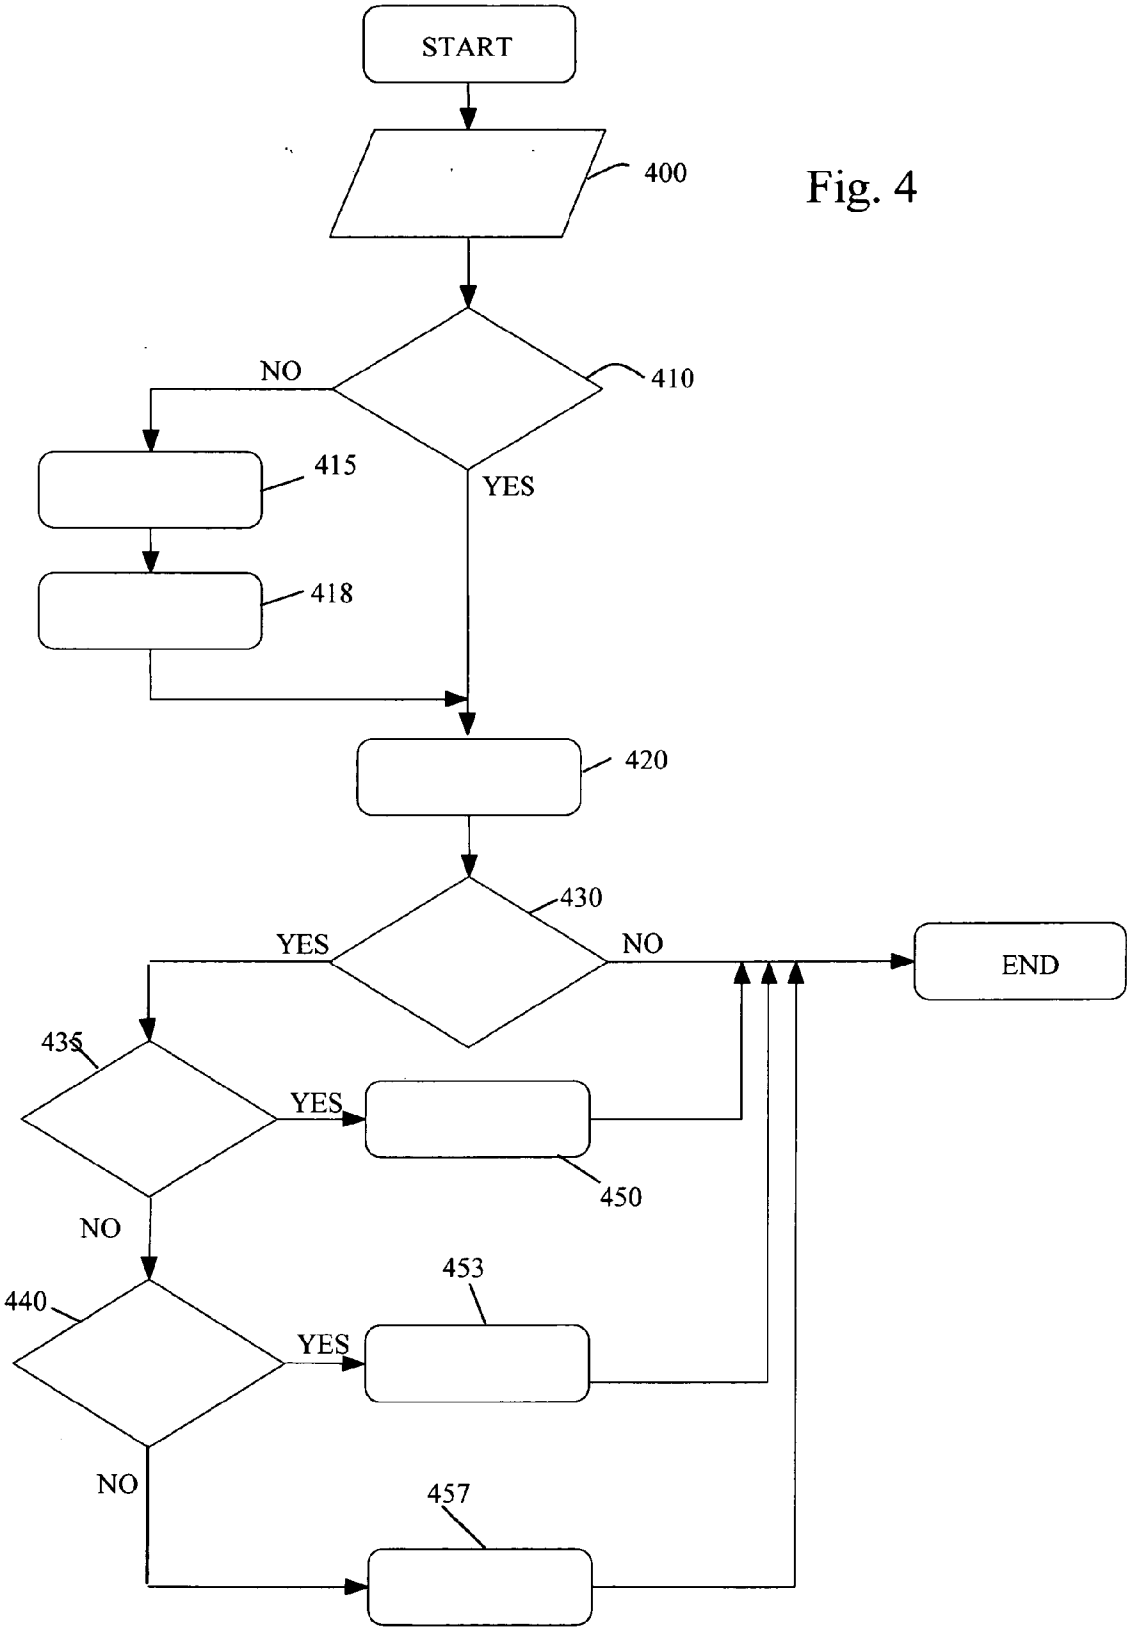 START
400
Fig. 4
NO
410
415
YES
418
420
430
YES
NO
END
435
YES
450
NO
453
440
YES
NO
457